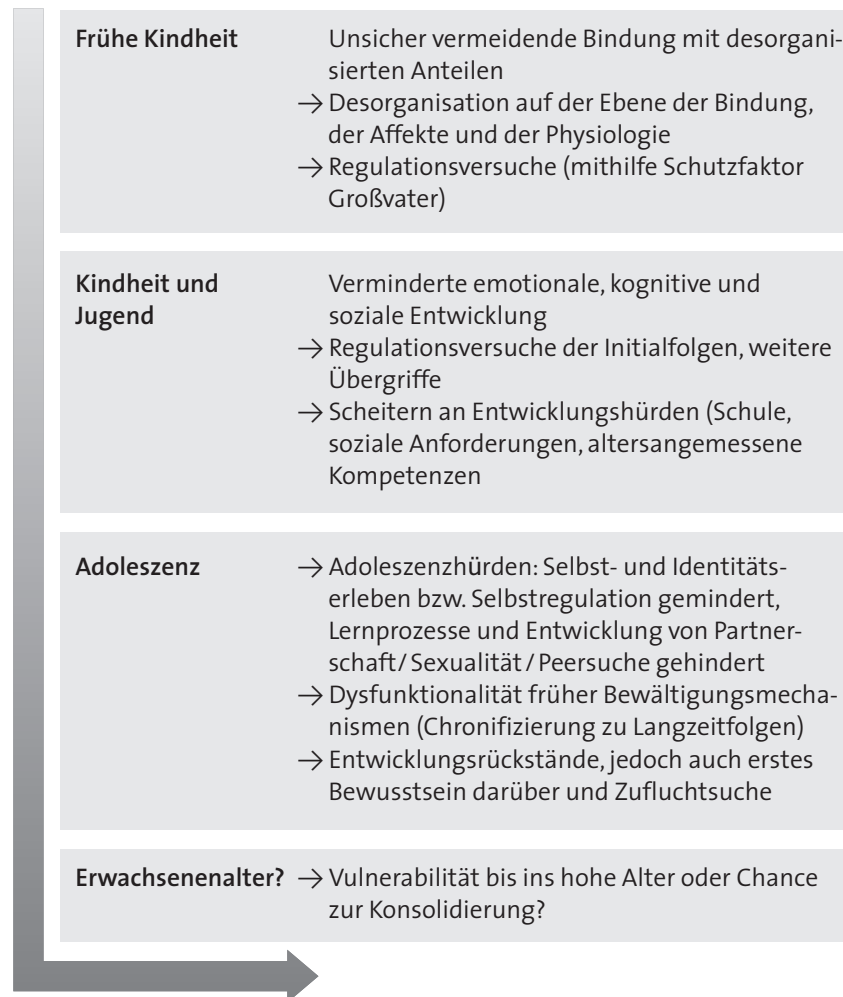 Frühe Kindheit Unsicher vermeidende Bindung mit desorgani-
sierten Anteilen
→ Desorganisation auf der Ebene der Bindung,
der Affekte und der Physiologie
→ Regulationsversuche (mithilfe Schutzfaktor
Großvater)
Kindheit und Verminderte emotionale, kognitive und
Jugend soziale Entwicklung
→ Regulationsversuche der Initialfolgen, weitere
Übergriffe
→ Scheitern an Entwicklungshürden (Schule,
soziale Anforderungen, altersangemessene
Kompetenzen
Adoleszenz → Adoleszenzhürden: Selbst- und Identitäts-
erleben bzw. Selbstregulation gemindert,
Lernprozesse und Entwicklung von Partner-
schaft/Sexualität/Peersuche gehindert
→ Dysfunktionalität früher Bewältigungsmecha-
nismen (Chronifizierung zu Langzeitfolgen)
→ Entwicklungsrückstände, jedoch auch erstes
Bewusstsein darüber und Zufluchtsuche
Erwachsenenalter? → Vulnerabilität bis ins hohe Alter oder Chance
zur Konsolidierung?